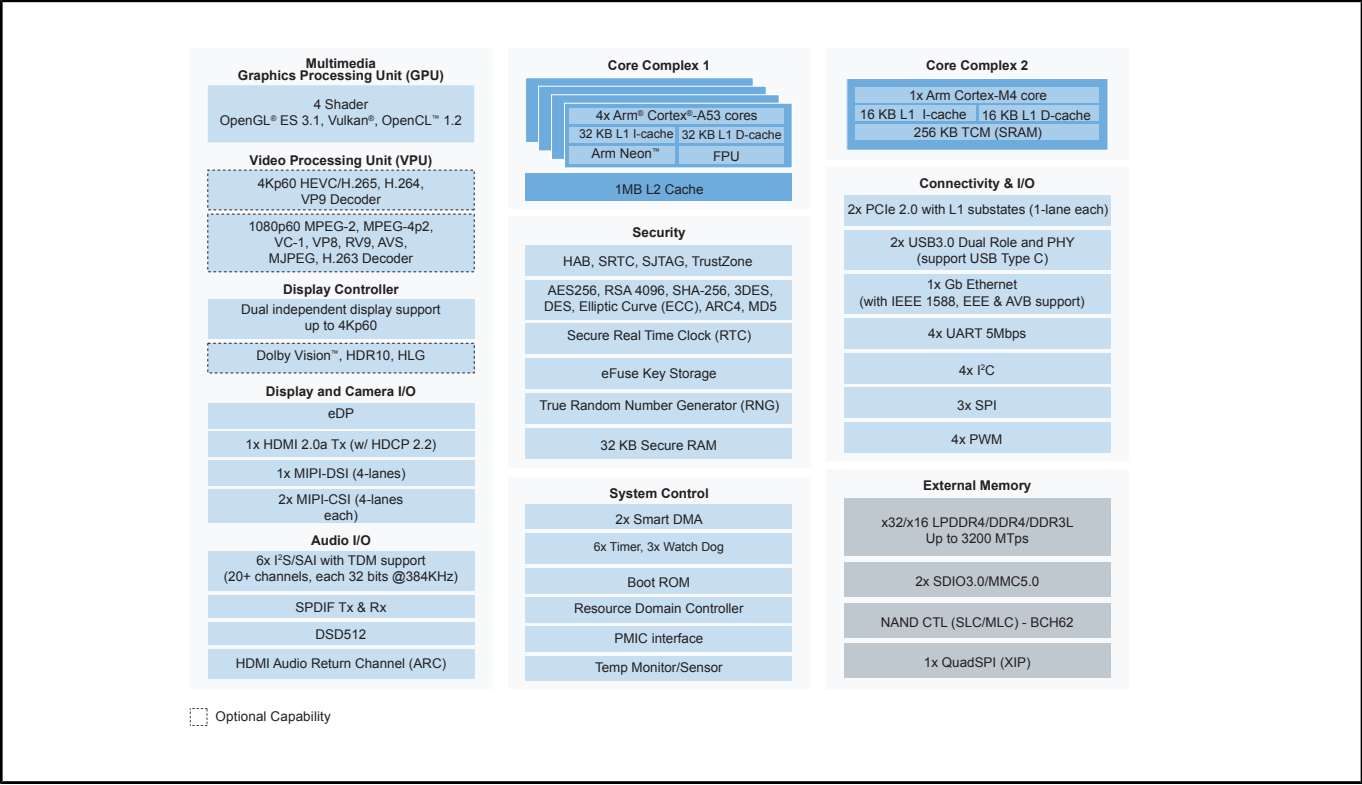 Multimedia
Graphics Processing Unit (GPU)
4 Shader
OpenGL® ES 3.1, Vulkan®, OpenCL™ 1.2
Video Processing Unit (VPU)
4Kp60 HEVC/H.265, H.264,
VP9 Decoder
1080p60 MPEG-2, MPEG-4p2,
VC-1, VP8, RV9, AVS,
MJPEG, H.263 Decoder
Display Controller
Dual independent display support
up to 4Kp60
Dolby Vision™, HDR10, HLG
Display and Camera I/O
eDP
1x HDMI 2.0a Tx (w/ HDCP 2.2)
1x MIPI-DSI (4-lanes)
2x MIPI-CSI (4-lanes
each)
Audio I/O
6x I²S/SAI with TDM support
(20+ channels, each 32 bits @384KHz)
SPDIF Tx & Rx
DSD512
HDMI Audio Return Channel (ARC)
Core Complex 1
4x Arm® Cortex®-A53 cores
32 KB L1 I-cache
32 KB L1 D-cache
Arm Neon™
FPU
1MB L2 Cache
Security
HAB, SRTC, SJTAG, TrustZone
AES256, RSA 4096, SHA-256, 3DES,
DES, Elliptic Curve (ECC), ARC4, MD5
Secure Real Time Clock (RTC)
eFuse Key Storage
True Random Number Generator (RNG)
32 KB Secure RAM
System Control
2x Smart DMA
6x Timer, 3x Watch Dog
Boot ROM
Resource Domain Controller
PMIC interface
Temp Monitor/Sensor
Core Complex 2
1x Arm Cortex-M4 core
16 KB L1 I-cache
16 KB L1 D-cache
256 KB TCM (SRAM)
Connectivity & I/O
2x PCIe 2.0 with L1 substates (1-lane each)
2x USB3.0 Dual Role and PHY
(support USB Type C)
1x Gb Ethernet
(with IEEE 1588, EEE & AVB support)
4x UART 5Mbps
4x I²C
3x SPI
4x PWM
External Memory
x32/x16 LPDDR4/DDR4/DDR3L
Up to 3200 MTps
2x SDIO3.0/MMC5.0
NAND CTL (SLC/MLC) - BCH62
1x QuadSPI (XIP)
Optional Capability